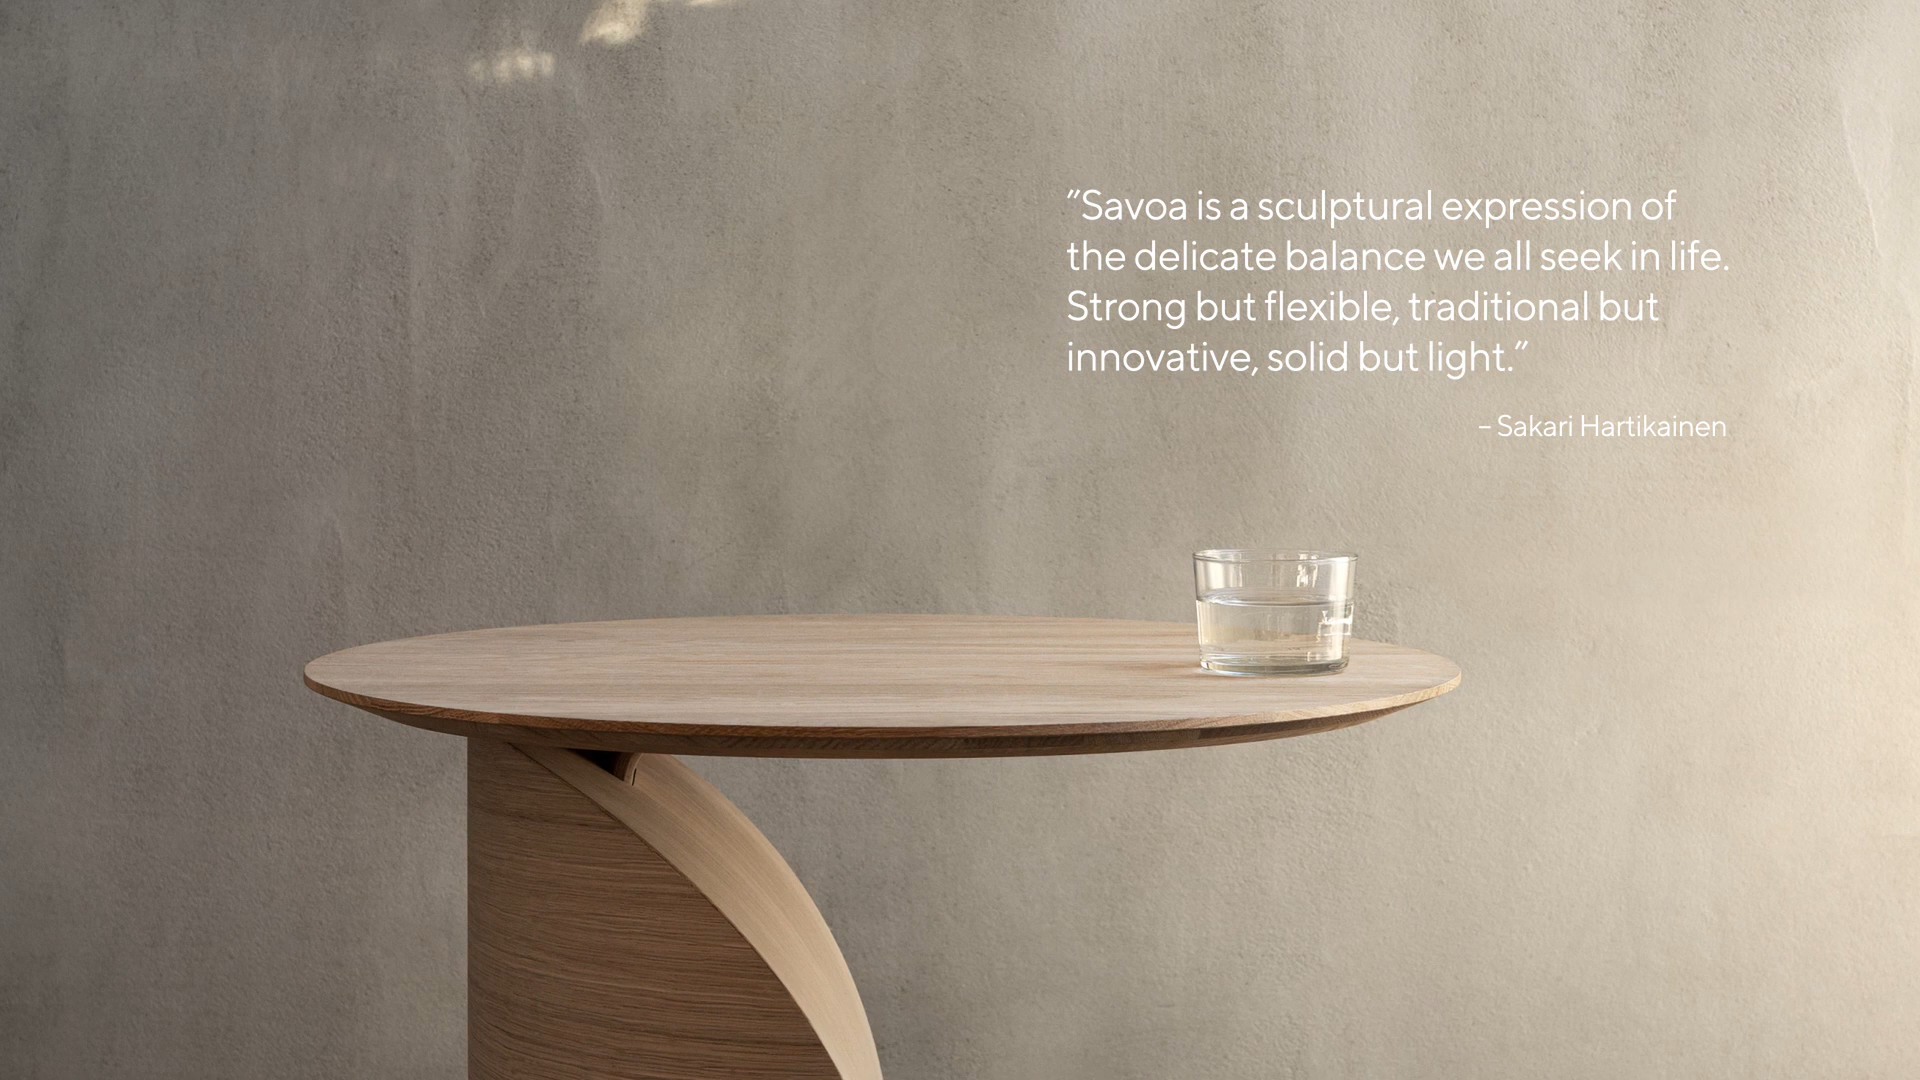 ”Savoa is a sculptural expression of
the delicate balance we all seek in life.
Strong but flexible, traditional but
innovative, solid but light.”
– Sakari Hartikainen